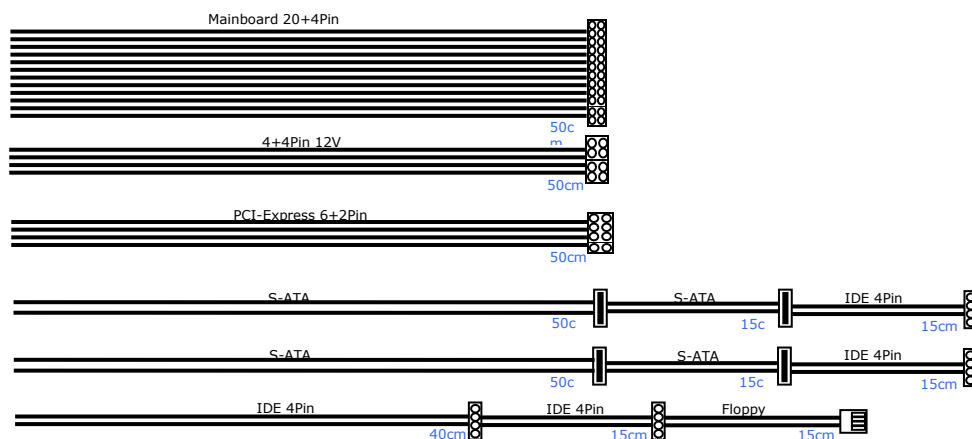 Mainboard 20+4Pin
50c
m
4+4Pin 12V
50cm
PCI-Express 6+2Pin
50cm
S-ATA S-ATA IDE 4Pin
50c 15c 15cm
S-ATA S-ATA IDE 4Pin
50c 15c 15cm
IDE 4Pin IDE 4Pin Floppy
40cm 15cm 15cm